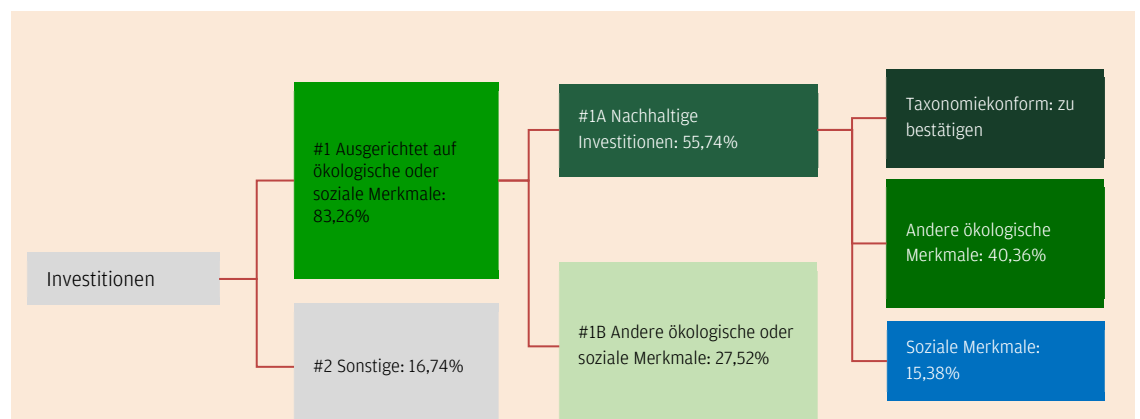 Investitionen
#1 Ausgerichtet auf
ökologische oder
soziale Merkmale:
83,26%
#2 Sonstige: 16,74%
#1A Nachhaltige
Investitionen: 55,74%
#1B Andere ökologische oder
soziale Merkmale: 27,52%
Taxonomiekonform: zu
bestätigen
Andere ökologische
Merkmale: 40,36%
Soziale Merkmale:
15,38%